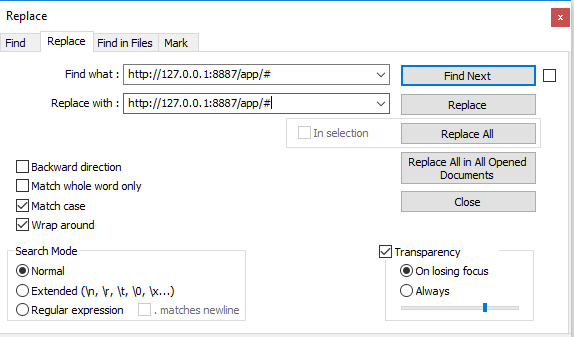 Replace
x
Find Replace Find in Files Mark
Find what : http://127.0.0.1:8887/app/# Find Next
Replace with : http://127.0.0.1:8887/app/# Replace
In selection Replace All
Replace All in All Opened
Documents
Close
Backward direction
Match whole word only
Match case
Wrap around
Search Mode
Normal
Extended (\n, \r, \t, \0, \x...)
Regular expression . matches newline
Transparency
On losing focus
Always